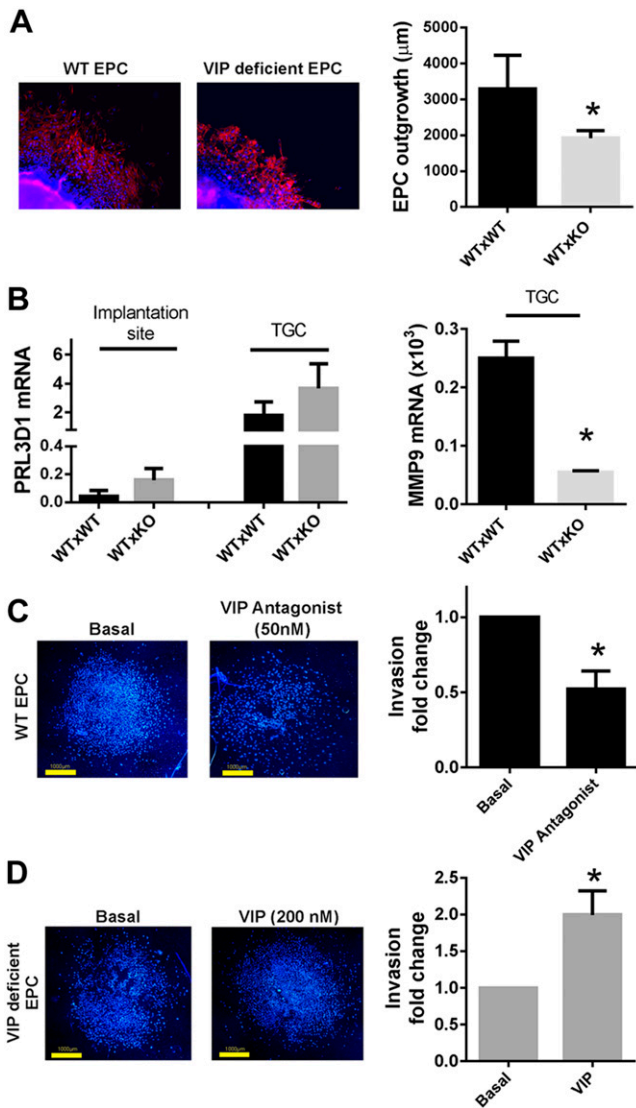 A
WT EPC
VIP deficient EPC
EPC outgrowth (μm)
5000
4000
3000
2000
1000
0
*
WTxWT
WTxKO
B
Implantation
site
TGC
PRL3D1 mRNA
6
4
2
0.4
0.2
0.0
WTxWT
WTxKO
WTxWT
WTxKO
TGC
MMP9 mRNA (x10³)
0.3
0.2
0.1
0.0
*
WTxWT
WTxKO
C
Basal
VIP Antagonist
(50nM)
WT EPC
1000μm
1000μm
Invasion
fold change
1.0
0.5
0.0
*
Basal
VIP Antagonist
D
Basal
VIP (200 nM)
VIP deficient
EPC
1000μm
1000μm
Invasion
fold change
2.5
2.0
1.5
1.0
0.5
0.0
*
Basal
VIP